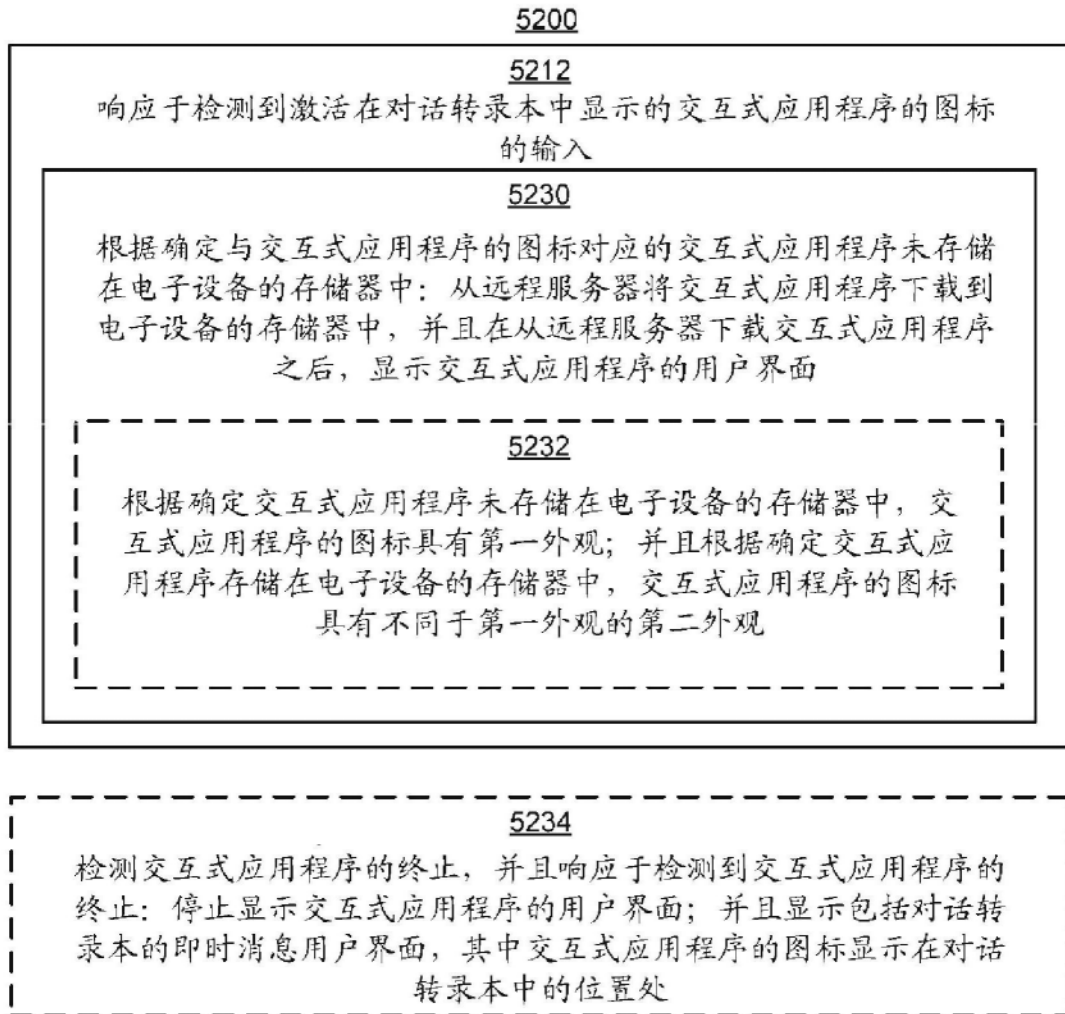 5200
5212
响应于检测到激活在对话转录本中显示的交互式应用程序的图标
的输入
5230
根据确定与交互式应用程序的图标对应的交互式应用程序未存储
在电子设备的存储器中：从远程服务器将交互式应用程序下载到
电子设备的存储器中，并且在从远程服务器下载交互式应用程序
之后，显示交互式应用程序的用户界面
5232
根据确定交互式应用程序未存储在电子设备的存储器中，交
互式应用程序的图标具有第一外观；并且根据确定交互式应
用程序存储在电子设备的存储器中，交互式应用程序的图标
具有不同于第一外观的第二外观
5234
检测交互式应用程序的终止，并且响应于检测到交互式应用程序的
终止：停止显示交互式应用程序的用户界面；并且显示包括对话转
录本的即时消息用户界面，其中交互式应用程序的图标显示在对话
转录本中的位置处